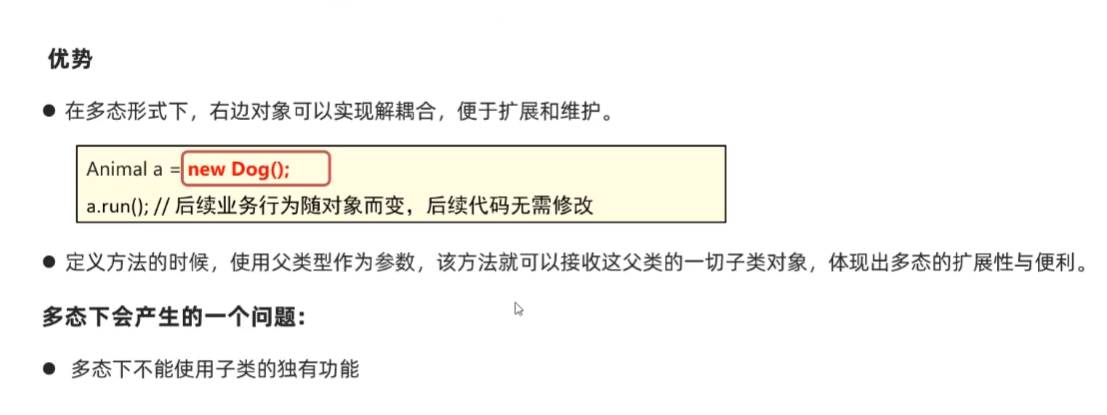 优势
● 在多态形式下，右边对象可以实现解耦合，便于扩展和维护。
Animal a = new Dog();
a.run(); // 后续业务行为随对象而变，后续代码无需修改
● 定义方法的时候，使用父类型作为参数，该方法就可以接收这父类的一切子类对象，体现出多态的扩展性与便利。
多态下会产生的一个问题:
● 多态下不能使用子类的独有功能